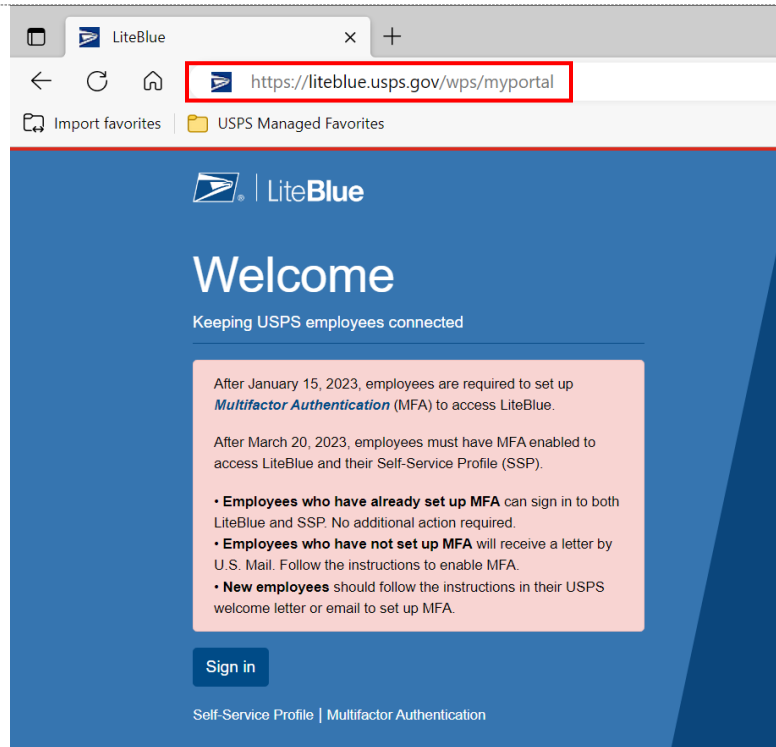 LiteBlue
https://liteblue.usps.gov/wps/myportal
Import favorites
USPS Managed Favorites
LiteBlue
Welcome
Keeping USPS employees connected
After January 15, 2023, employees are required to set up
Multifactor Authentication (MFA) to access LiteBlue.
After March 20, 2023, employees must have MFA enabled to
access LiteBlue and their Self-Service Profile (SSP).
• Employees who have already set up MFA can sign in to both
LiteBlue and SSP. No additional action required.
• Employees who have not set up MFA will receive a letter by
U.S. Mail. Follow the instructions to enable MFA.
• New employees should follow the instructions in their USPS
welcome letter or email to set up MFA.
Sign in
Self-Service Profile | Multifactor Authentication